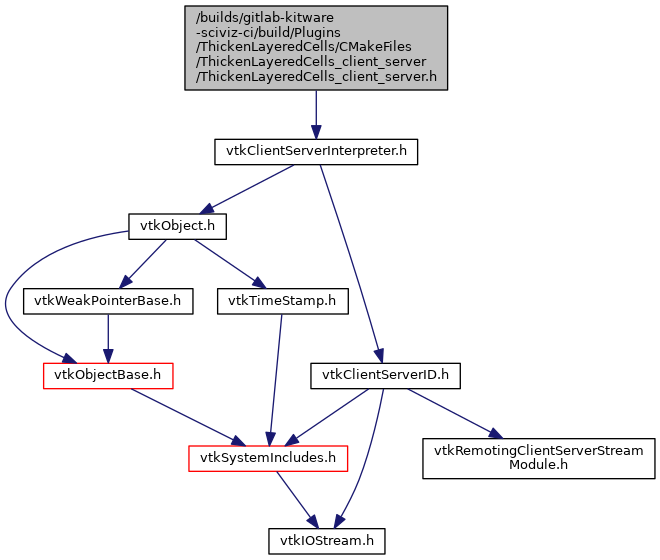 /builds/gitlab-kitware
-sciviz-ci/build/Plugins
/ThickenLayeredCells/CMakeFiles
/ThickenLayeredCells_client_server
/ThickenLayeredCells_client_server.h
vtkClientServerInterpreter.h
vtkObject.h
vtkWeakPointerBase.h
vtkTimeStamp.h
vtkObjectBase.h
vtkClientServerID.h
vtkSystemIncludes.h
vtkRemotingClientServerStream
Module.h
vtkIOStream.h